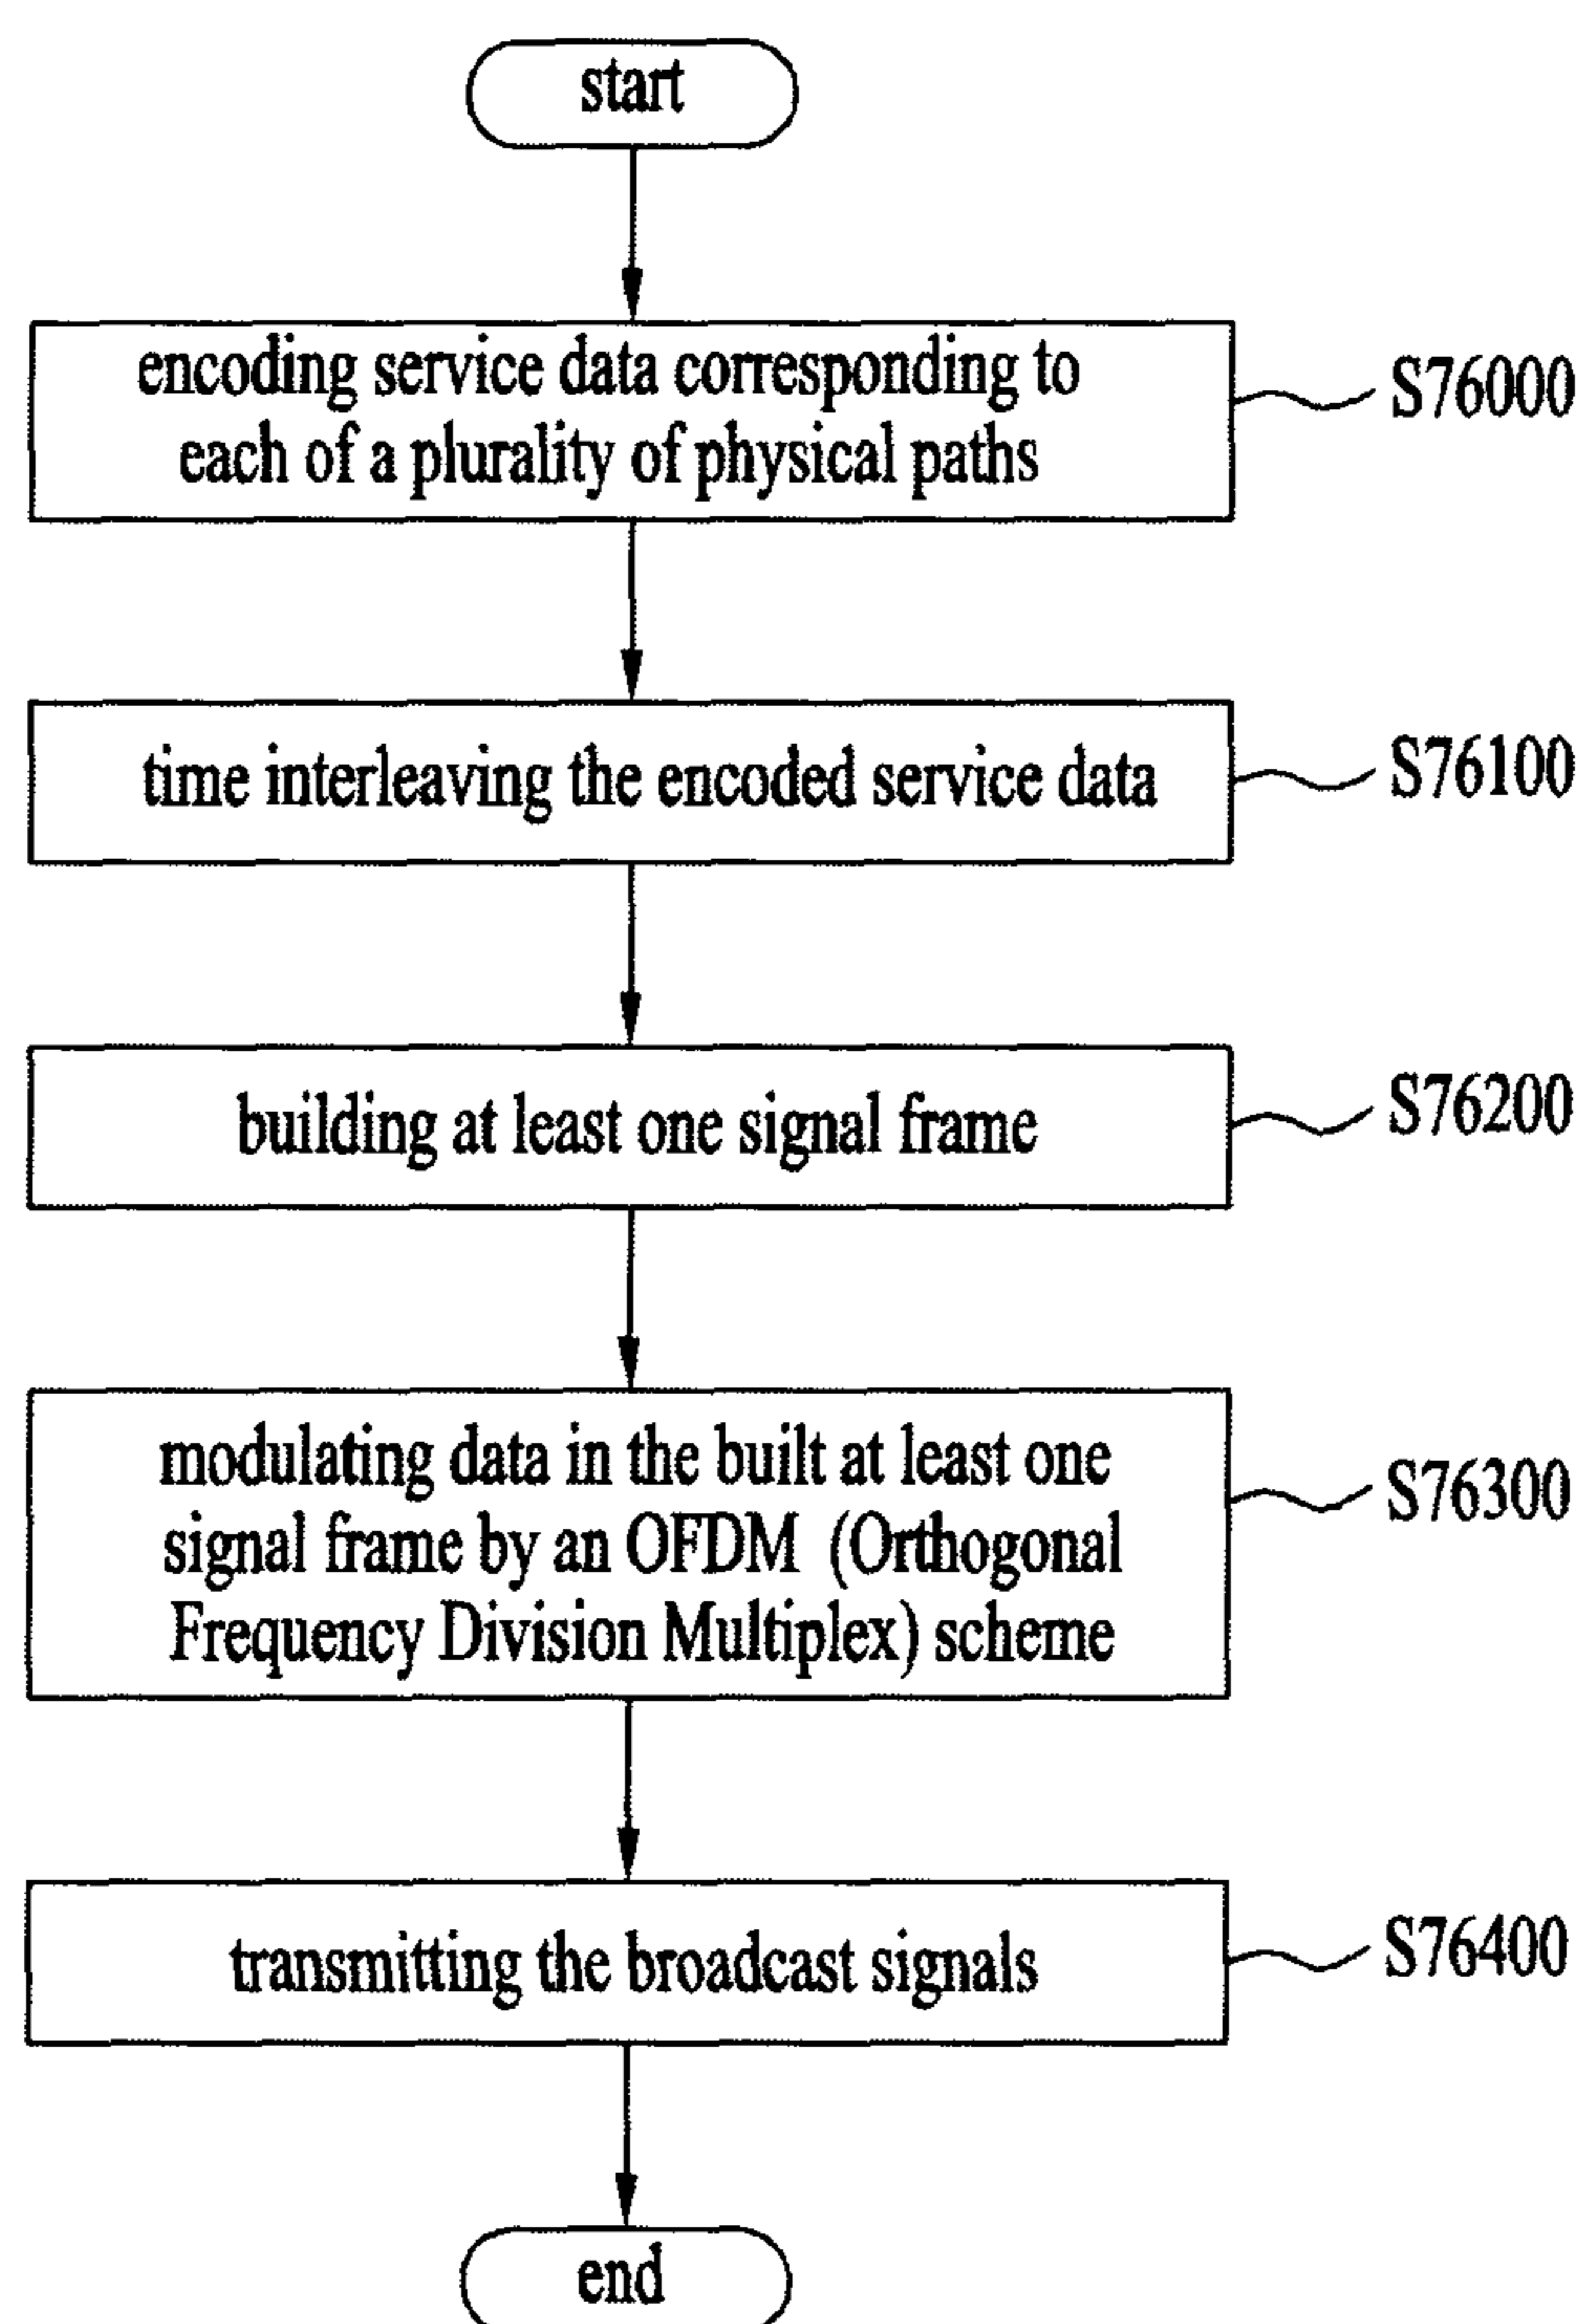 start
encoding service data corresponding to
each of a plurality of physical paths
S76000
time interleaving the encoded service data
S76100
building at least one signal frame
S76200
modulating data in the built at least one
signal frame by an OFDM (Orthogonal
Frequency Division Multiplex) scheme
S76300
transmitting the broadcast signals
S76400
end